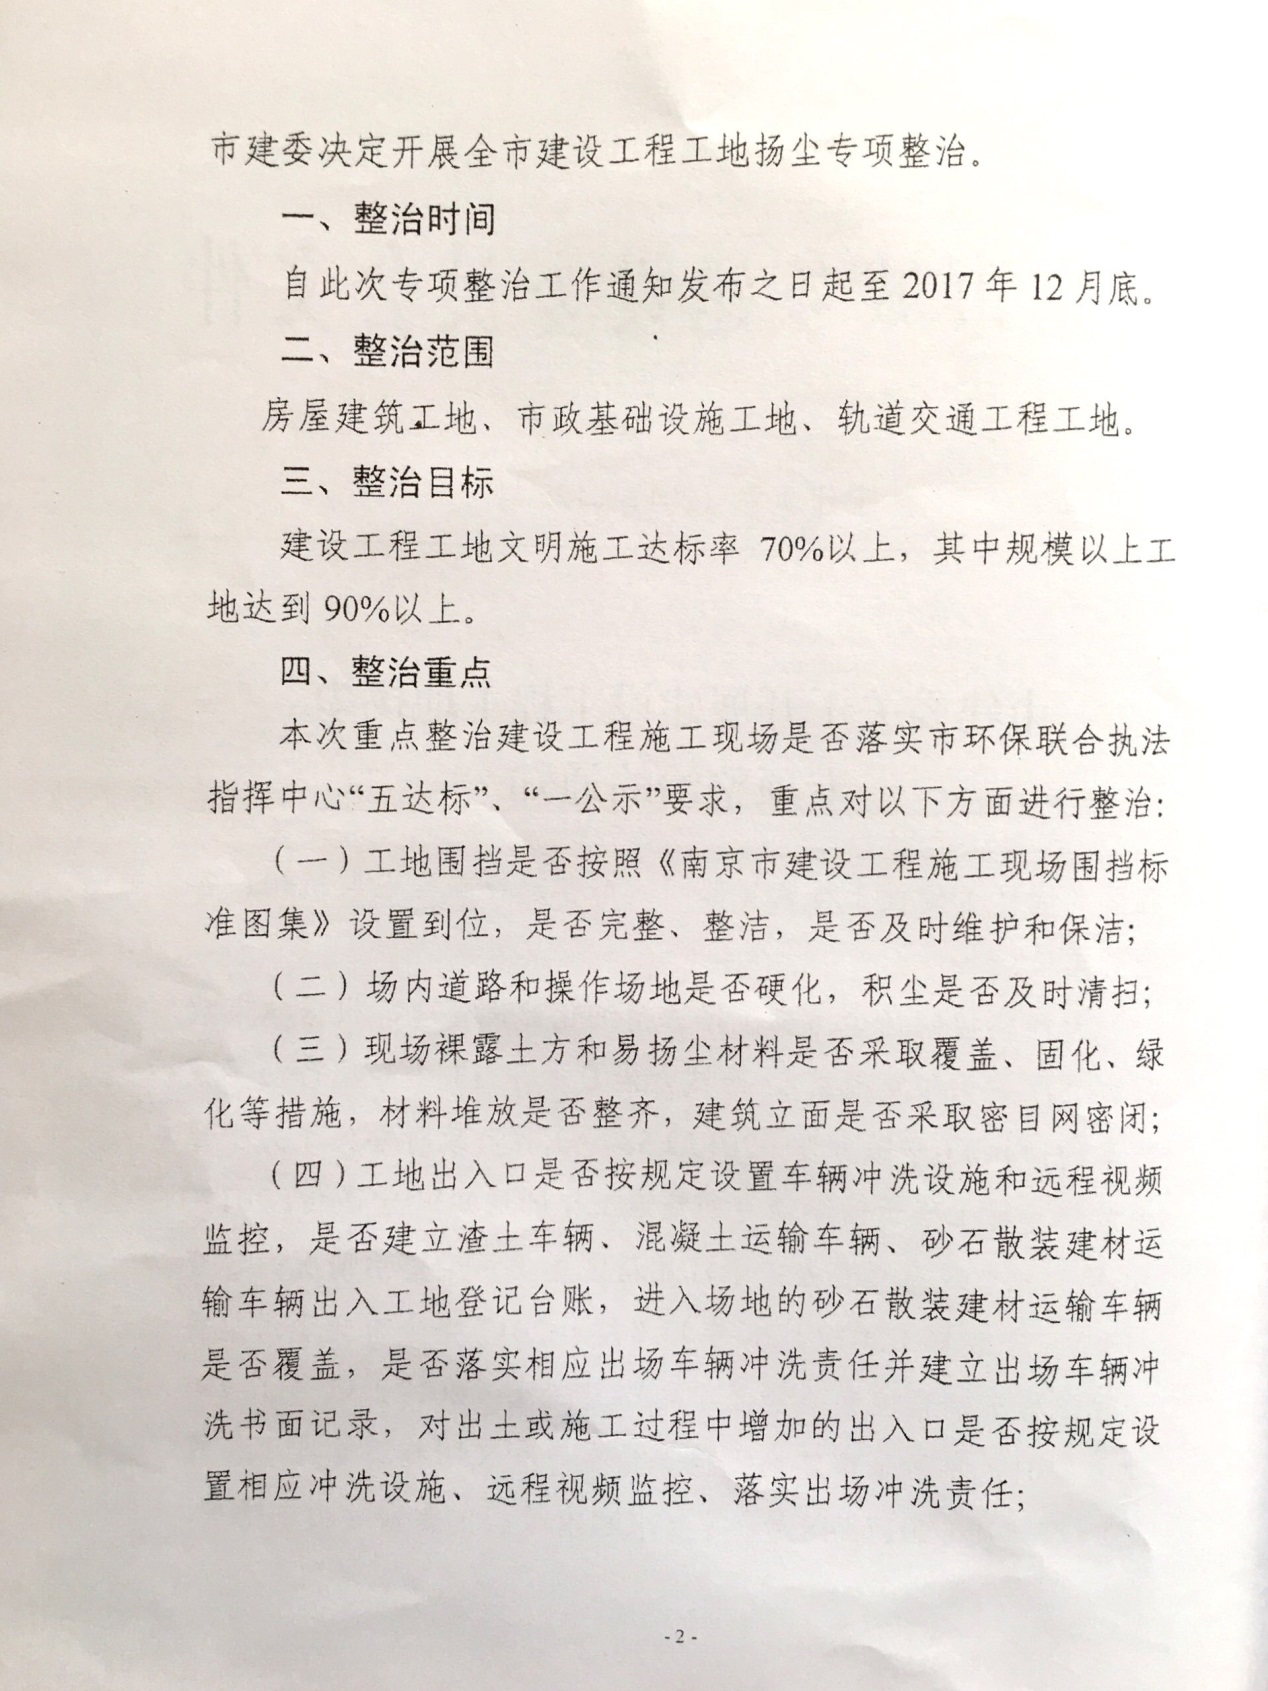 市建委决定开展全市建设工程工地扬尘专项整治。
一、整治时间
自此次专项整治工作通知发布之日起至 2017 年 12 月底。
二、整治范围
房屋建筑工地、市政基础设施工地、轨道交通工程工地。
三、整治目标
建设工程工地文明施工达标率 70%以上，其中规模以上工
地达到 90%以上。
四、整治重点
本次重点整治建设工程施工现场是否落实市环保联合执法
指挥中心“五达标”、“一公示”要求，重点对以下方面进行整治：
（一）工地围挡是否按照《南京市建设工程施工现场围挡标
准图集》设置到位，是否完整、整洁，是否及时维护和保洁；
（二）场内道路和操作场地是否硬化，积尘是否及时清扫；
（三）现场裸露土方和易扬尘材料是否采取覆盖、固化、绿
化等措施，材料堆放是否整齐，建筑立面是否采取密目网密闭；
（四）工地出入口是否按规定设置车辆冲洗设施和远程视频
监控，是否建立渣土车辆、混凝土运输车辆、砂石散装建材运
输车辆出入工地登记台账，进入场地的砂石散装建材运输车辆
是否覆盖，是否落实相应出场车辆冲洗责任并建立出场车辆冲
洗书面记录，对出土或施工过程中增加的出入口是否按规定设
置相应冲洗设施、远程视频监控、落实出场冲洗责任；
- 2 -